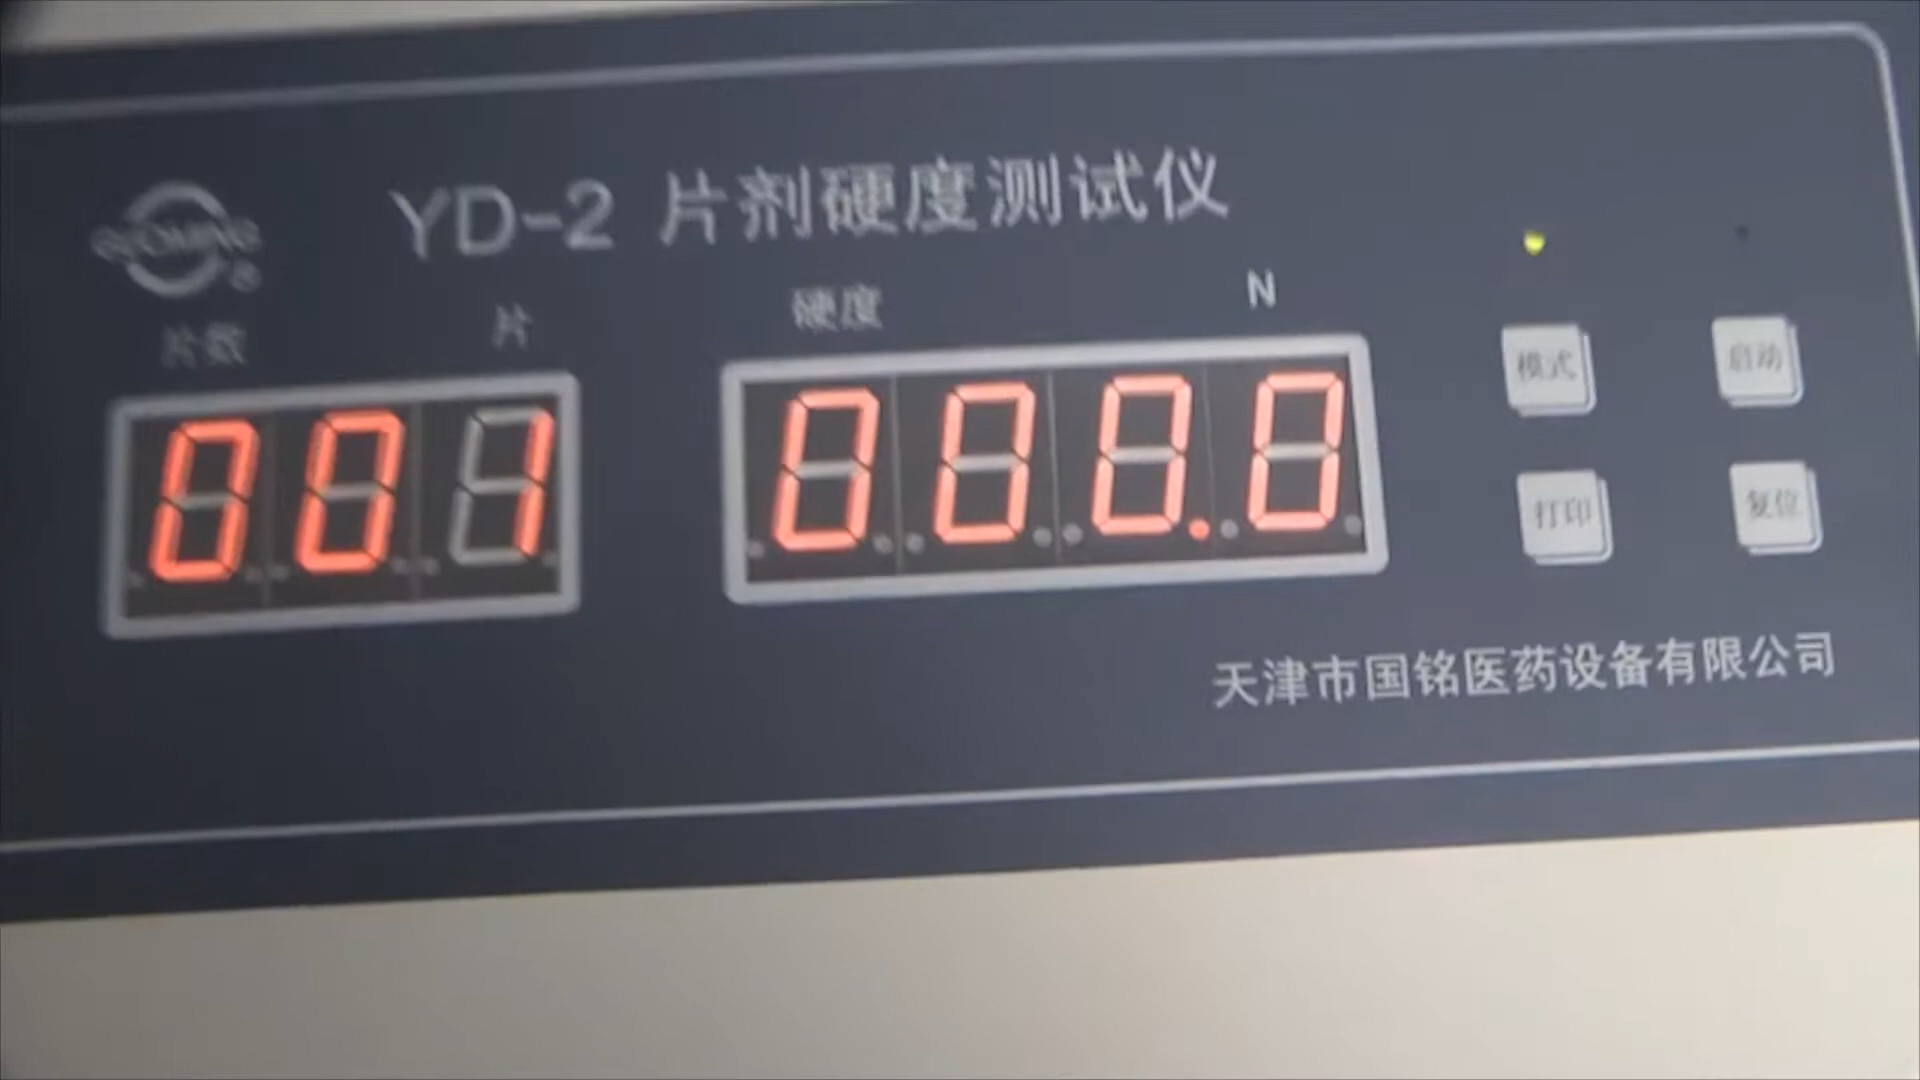 YD-2 片剂硬度测试仪
片数 片 硬度 N
001 000.0
模式 启动
打印 复位
天津市国铭医药设备有限公司